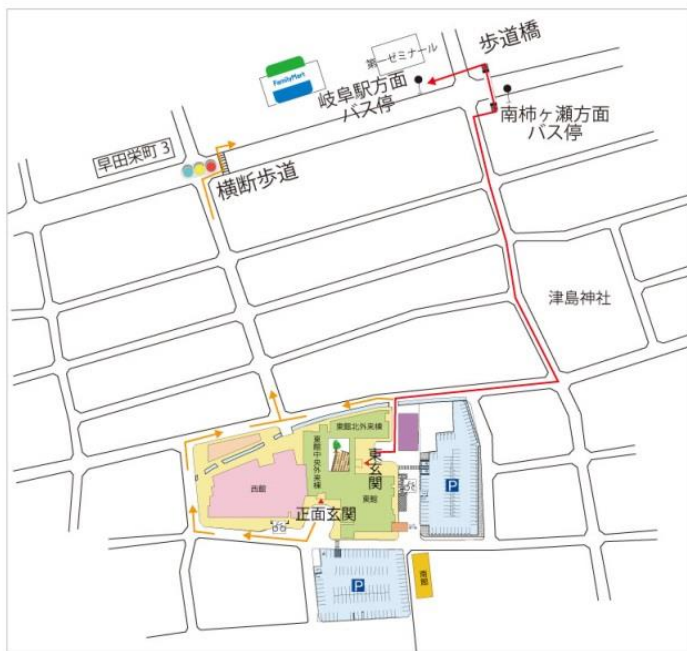 歩道橋
第一ゼミナール
FamilyMart
岐阜駅方面
バス停
南柿ヶ瀬方面
バス停
早田栄町3
横断歩道
津島神社
東館北外来棟
東館中央外来棟
東玄関
西館
東館
正面玄関
P
P
南館